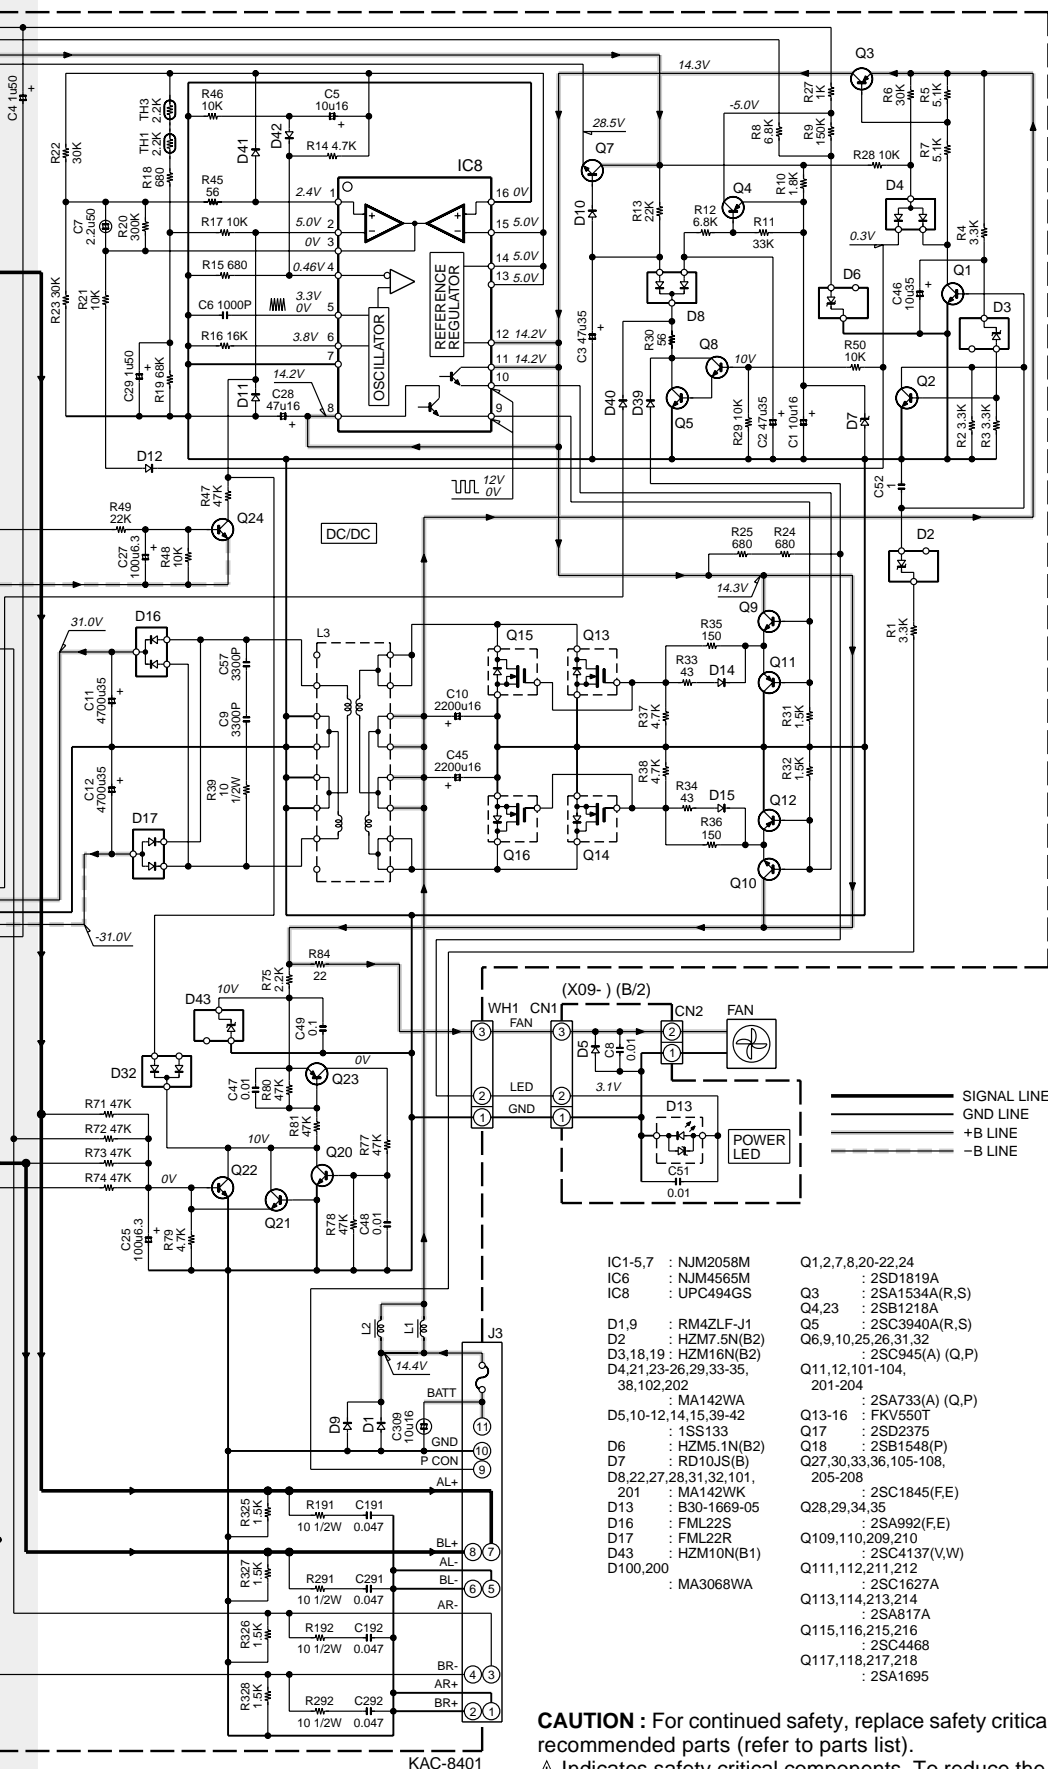 C4 1u50
R22 30K
TH3 2.2K
TH1 2.2K
R18 680
R46 10K
C5 10u16
D41
D42
R14 4.7K
IC8
R45 56
R17 10K
R15 680
C6 1000P
R16 16K
C7 2.2u50
R20 300K
R23 30K
R21 10K
C29 1u50
R19 68K
D11
C28 47u16
D12
1
2
3
4
5
6
7
8
2.4V
5.0V
0V
0.46V
3.3V
0V
3.8V
14.2V
OSCILLATOR
REFERENCE REGULATOR
16 0V
15 5.0V
14 5.0V
13 5.0V
12 14.2V
11 14.2V
10
9
12V
0V
28.5V
Q7
D10
R13 22K
14.3V
Q3
-5.0V
R8 6.8K
R27 1K
R9 150K
R6 30K
R5 5.1K
R7 5.1K
R28 10K
R10 1.8K
Q4
D4
R4 3.3K
R12 6.8K
R11 33K
0.3V
D6
C46 10u35
Q1
D3
C3 47u35
D8
R30 56
Q8
10V
R50 10K
Q2
D40
D39
Q5
R29 10K
C2 47u35
C1 10u16
D7
R2 3.3K
R3 3.3K
C52 1
D2
R1 3.3K
R49 22K
R47 47K
Q24
C27 100u6.3
R48 10K
DC/DC
R25 680
R24 680
14.3V
Q9
31.0V
D16
C57 3300P
C9 3300P
R39 10 1/2W
C11 4700u35
C12 4700u35
D17
-31.0V
L3
C10 2200u16
C45 2200u16
Q15
Q13
Q16
Q14
R35 150
R33 43
D14
Q11
R37 4.7K
R31 1.5K
R38 4.7K
R32 1.5K
R34 43
D15
R36 150
Q12
Q10
R84 22
R75 2.2K
D43
10V
C49 0.1
D32
0V
C47 0.01
R80 47K
Q23
R71 47K
R72 47K
R73 47K
R74 47K
10V
R81 47K
R77 47K
0V
Q22
Q20
Q21
C25 100u6.3
R79 4.7K
R78 47K
C48 0.01
WH1
CN1
(X09- ) (B/2)
CN2
FAN
3
FAN
3
2
1
D5
C8 0.01
2
LED
2
3.1V
1
GND
1
D13
POWER LED
C51 0.01
SIGNAL LINE
GND LINE
+B LINE
−B LINE
L2
L1
14.4V
J3
BATT
11
D9
D1
C309 10u16
GND
10
P CON
9
AL+
R325 1.5K
R191 10 1/2W
C191 0.047
BL+
8 7
AL-
BL-
6 5
AR-
R327 1.5K
R291 10 1/2W
C291 0.047
R326 1.5K
R192 10 1/2W
C192 0.047
BR-
4 3
AR+
BR+
2 1
R328 1.5K
R292 10 1/2W
C292 0.047
IC1-5,7 : NJM2058M
IC6 : NJM4565M
IC8 : UPC494GS
D1,9 : RM4ZLF-J1
D2 : HZM7.5N(B2)
D3,18,19 : HZM16N(B2)
D4,21,23-26,29,33-35,
38,102,202
: MA142WA
D5,10-12,14,15,39-42
: 1SS133
D6 : HZM5.1N(B2)
D7 : RD10JS(B)
D8,22,27,28,31,32,101,
201 : MA142WK
D13 : B30-1669-05
D16 : FML22S
D17 : FML22R
D43 : HZM10N(B1)
D100,200
: MA3068WA
Q1,2,7,8,20-22,24
: 2SD1819A
Q3 : 2SA1534A(R,S)
Q4,23 : 2SB1218A
Q5 : 2SC3940A(R,S)
Q6,9,10,25,26,31,32
: 2SC945(A) (Q,P)
Q11,12,101-104,
201-204
: 2SA733(A) (Q,P)
Q13-16 : FKV550T
Q17 : 2SD2375
Q18 : 2SB1548(P)
Q27,30,33,36,105-108,
205-208
: 2SC1845(F,E)
Q28,29,34,35
: 2SA992(F,E)
Q109,110,209,210
: 2SC4137(V,W)
Q111,112,211,212
: 2SC1627A
Q113,114,213,214
: 2SA817A
Q115,116,215,216
: 2SC4468
Q117,118,217,218
: 2SA1695
CAUTION : For continued safety, replace safety critica
recommended parts (refer to parts list).
⚠ Indicates safety critical components. To reduce the
KAC-8401